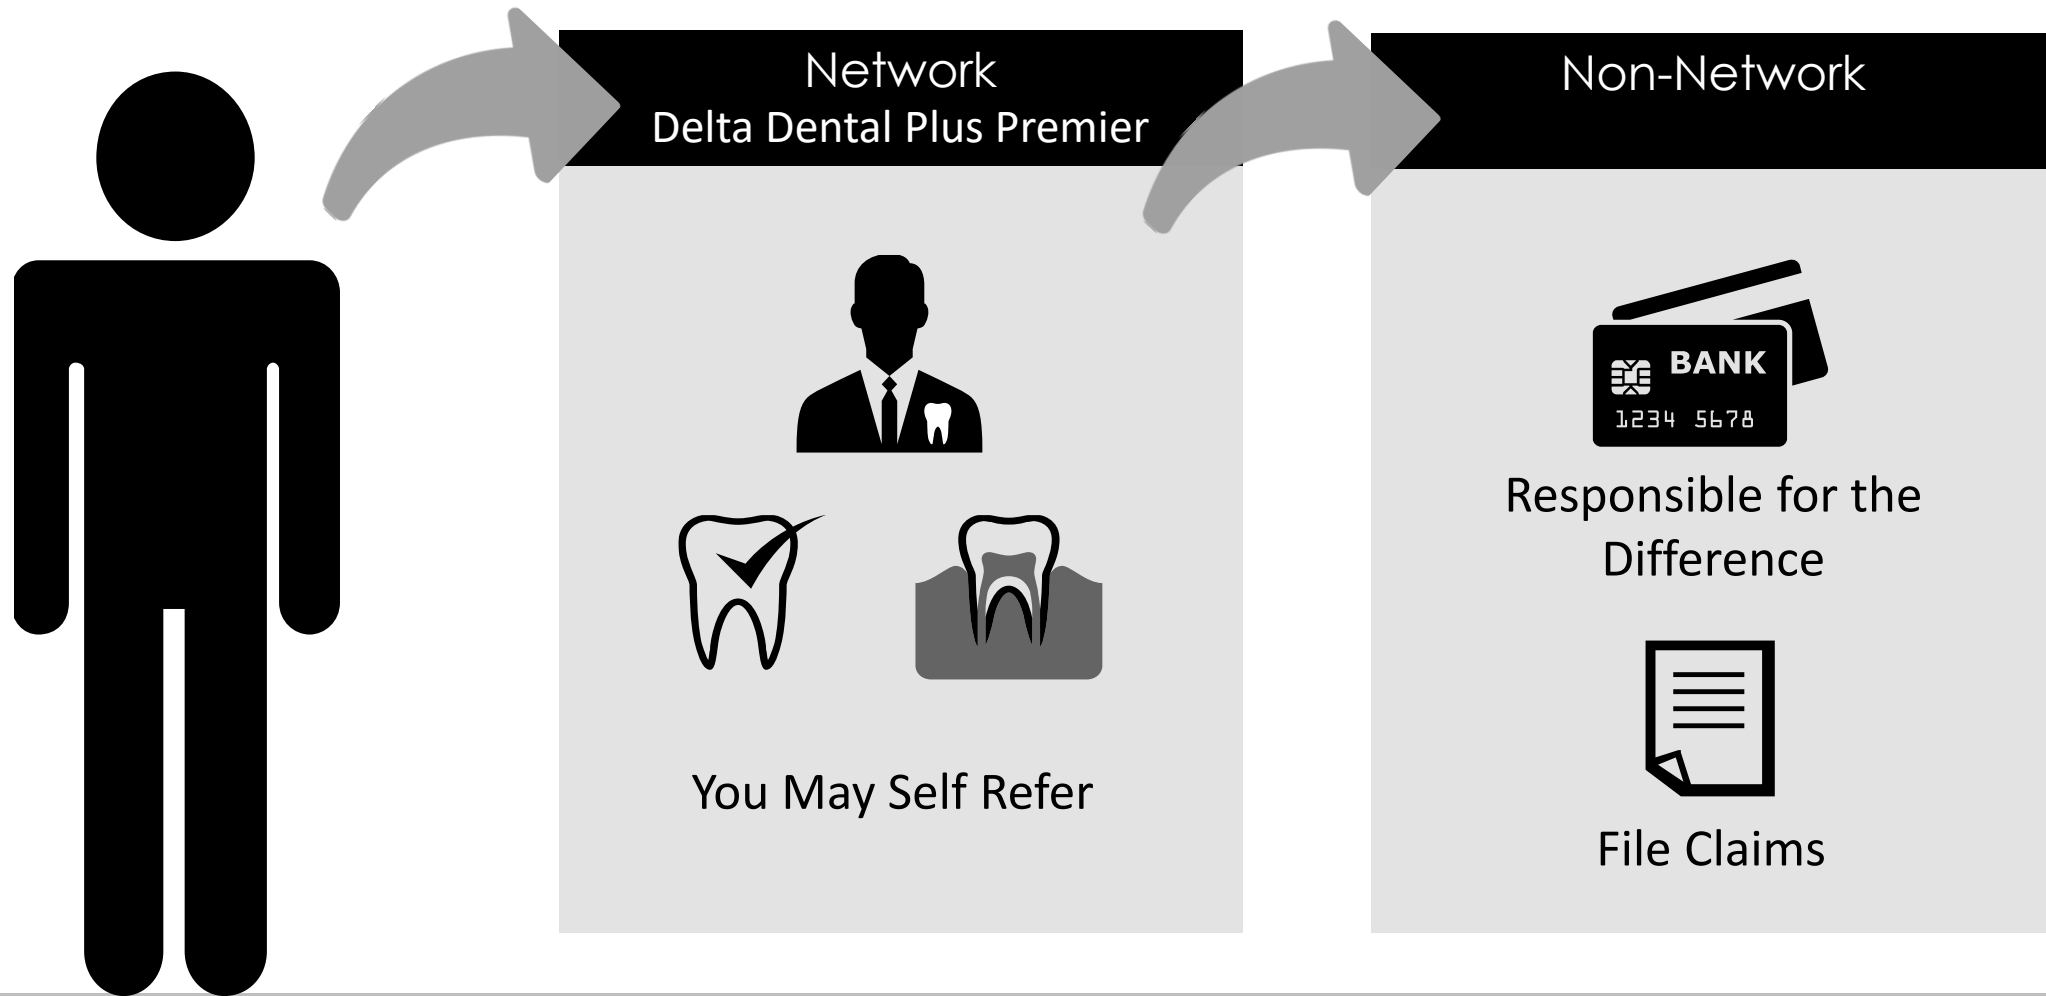 Network
Delta Dental Plus Premier
You May Self Refer
Non-Network
BANK
1234 5678
Responsible for the
Difference
File Claims